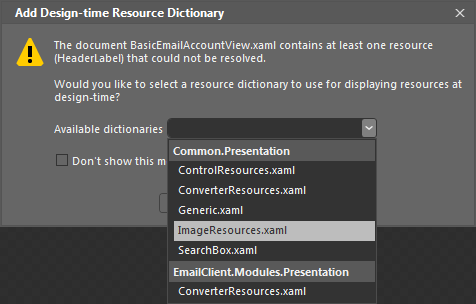 Add Design-time Resource Dictionary
The document BasicEmailAccountView.xaml contains at least one resource
(HeaderLabel) that could not be resolved.
Would you like to select a resource dictionary to use for displaying resources at
design-time?
Available dictionaries
Don't show this m
Common.Presentation
ControlResources.xaml
ConverterResources.xaml
Generic.xaml
ImageResources.xaml
SearchBox.xaml
EmailClient.Modules.Presentation
ConverterResources.xaml